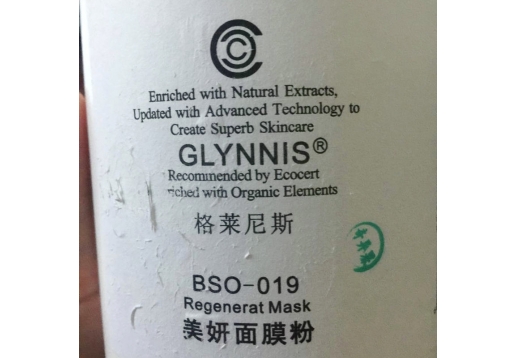 Enriched with Natural Extracts,
Updated with Advanced Technology to
Create Superb Skincare
GLYNNIS®
Recommended by Ecocert
riched with Organic Elements
格莱尼斯
BSO-019
Regenerat Mask
美妍面膜粉